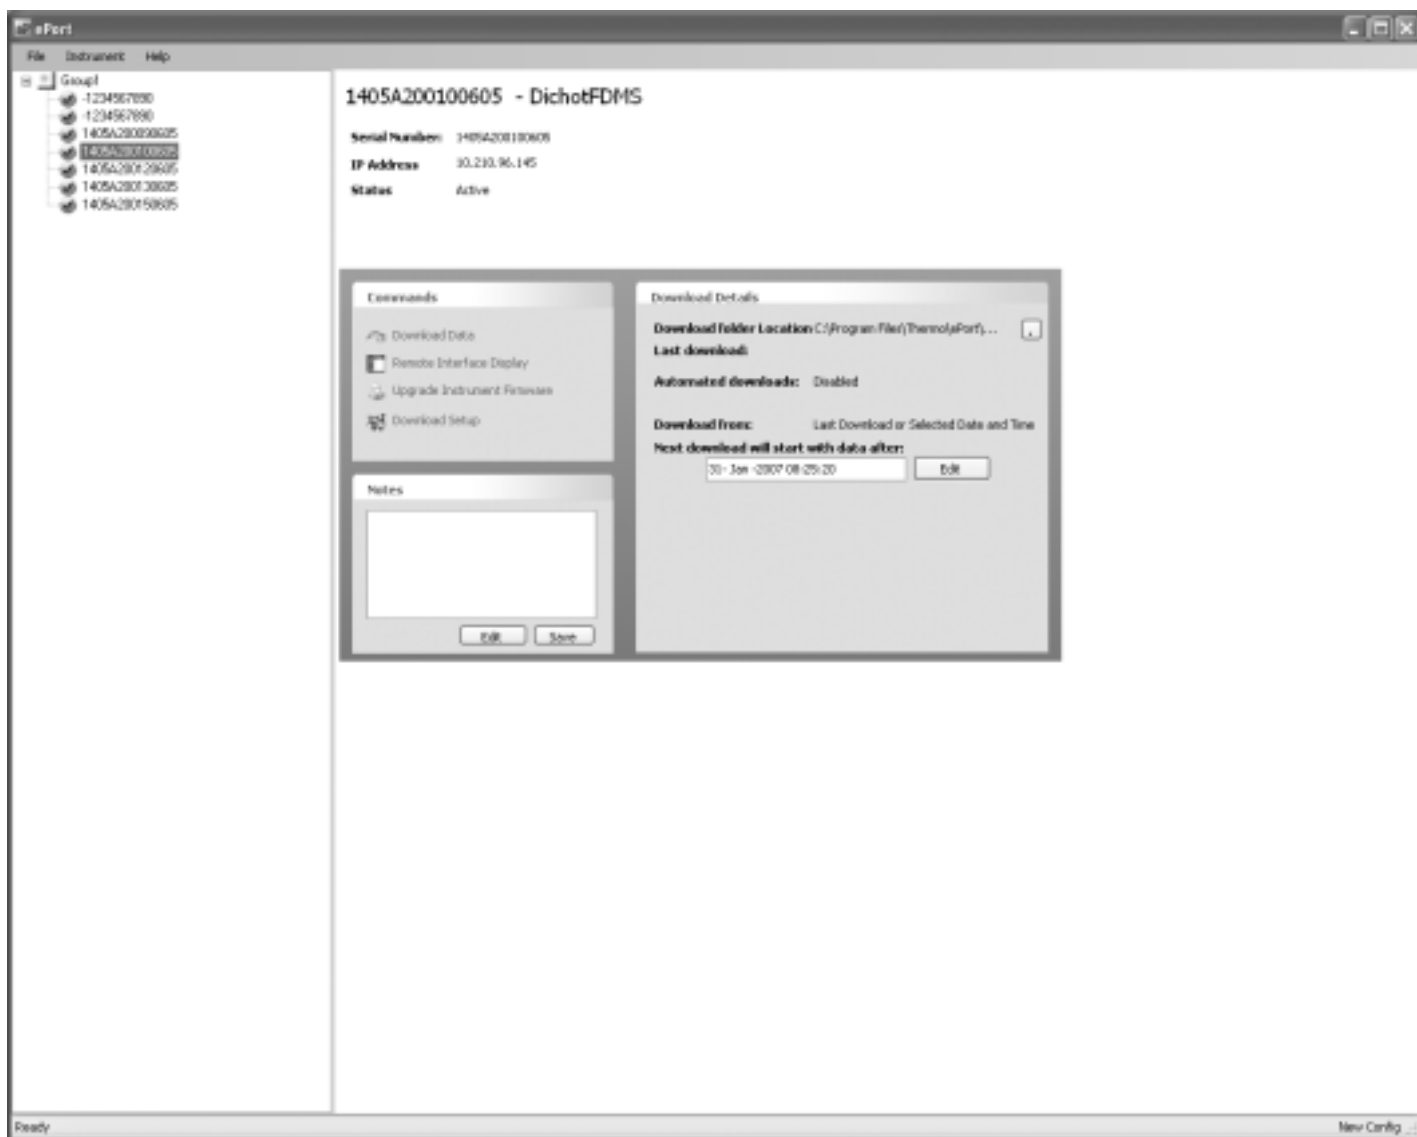 ePort
File Instrument Help
Group1
-1234567890
-1234567890
1405A200090605
1405A200100605
1405A200120605
1405A200130605
1405A200150605
1405A200100605 - DichotFDMS
Serial Number: 1405A200100605
IP Address 10.210.96.145
Status Active
Commands
Download Data
Remote Interface Display
Upgrade Instrument Firmware
Download Setup
Notes
Edit Save
Download Details
Download Folder Location C:\Program Files\Thermo\ePort\... .
Last download:
Automated downloads: Disabled
Download from: Last Download or Selected Date and Time
Next download will start with data after:
31- Jan -2007 08:25:20 Edit
Ready New Config